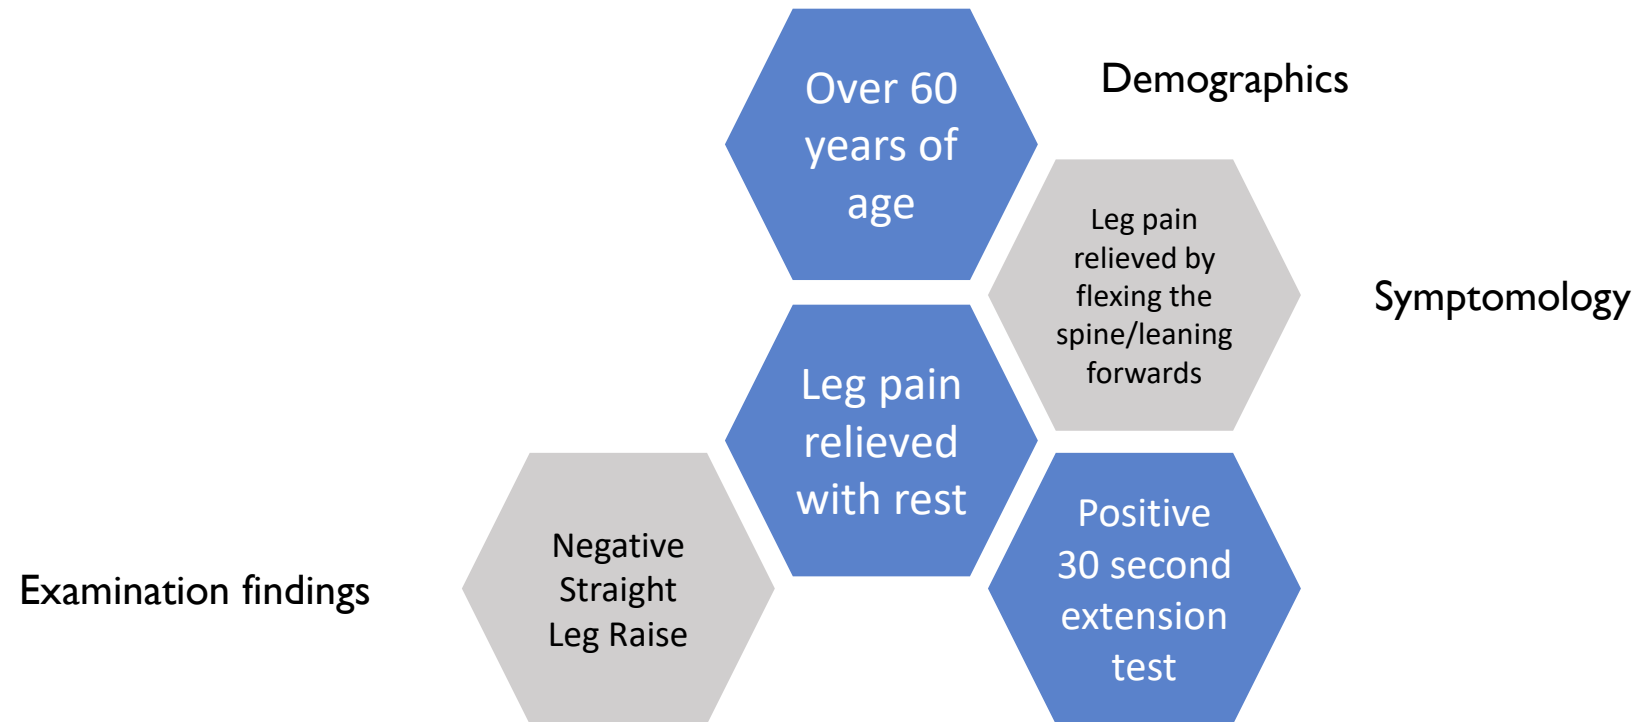 Over 60
years of
age
Demographics
Leg pain
relieved by
flexing the
spine/leaning
forwards
Symptomology
Leg pain
relieved
with rest
Examination findings
Negative
Straight
Leg Raise
Positive
30 second
extension
test